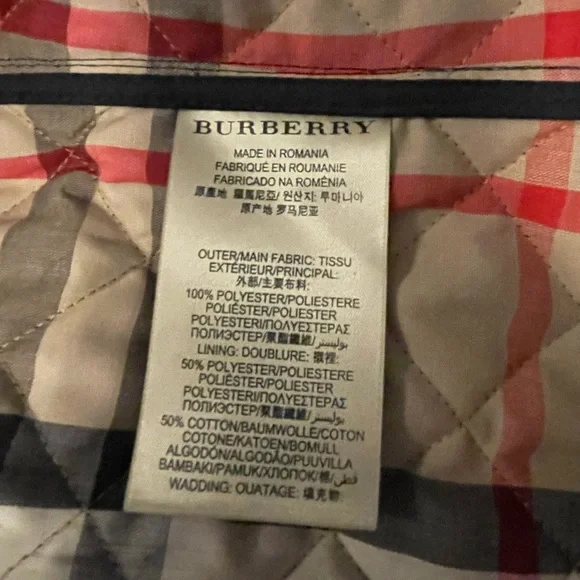 BURBERRY
MADE IN ROMANIA
FABRIQUÉ EN ROUMANIE
FABRICADO NA ROMÊNIA
原產地 羅馬尼亞/ 원산지: 루마니아
原产地 罗马尼亚
OUTER/MAIN FABRIC: TISSU
EXTÉRIEUR/PRINCIPAL:
外部/主要布料:
100% POLYESTER/POLIESTERE
POLIÉSTER/POLIESTER
POLYESTERI/ΠΟΛΥΕΣΤΕΡΑΣ
ПОЛИЭСТЕР/聚酯纖維/بوليستر
LINING: DOUBLURE: 襯裡:
50% POLYESTER/POLIESTERE
POLIÉSTER/POLIESTER
POLYESTERI/ΠΟΛΥΕΣΤΕΡΑΣ
ПОЛИЭСТЕР/聚酯纖維/بوليستر
50% COTTON/BAUMWOLLE/COTON
COTONE/KATOEN/BOMULL
ALGODÓN/ALGODÃO/PUUVILLA
BAMBAKI/PAMUK/ХЛОПОК/棉/قطن
WADDING: OUATAGE: 填充物: